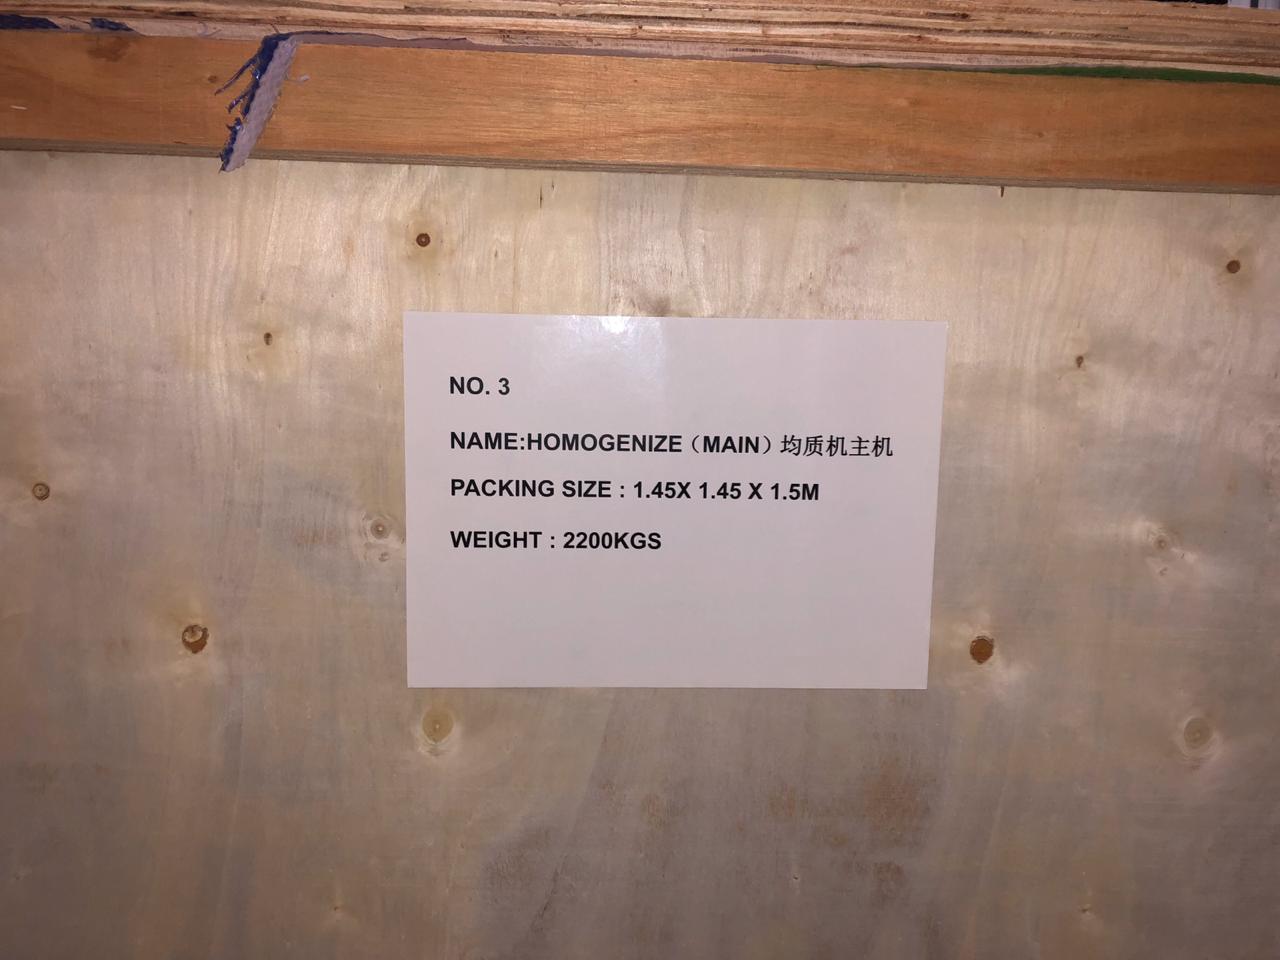 NO. 3
NAME:HOMOGENIZE（MAIN）均质机主机
PACKING SIZE : 1.45X 1.45 X 1.5M
WEIGHT : 2200KGS